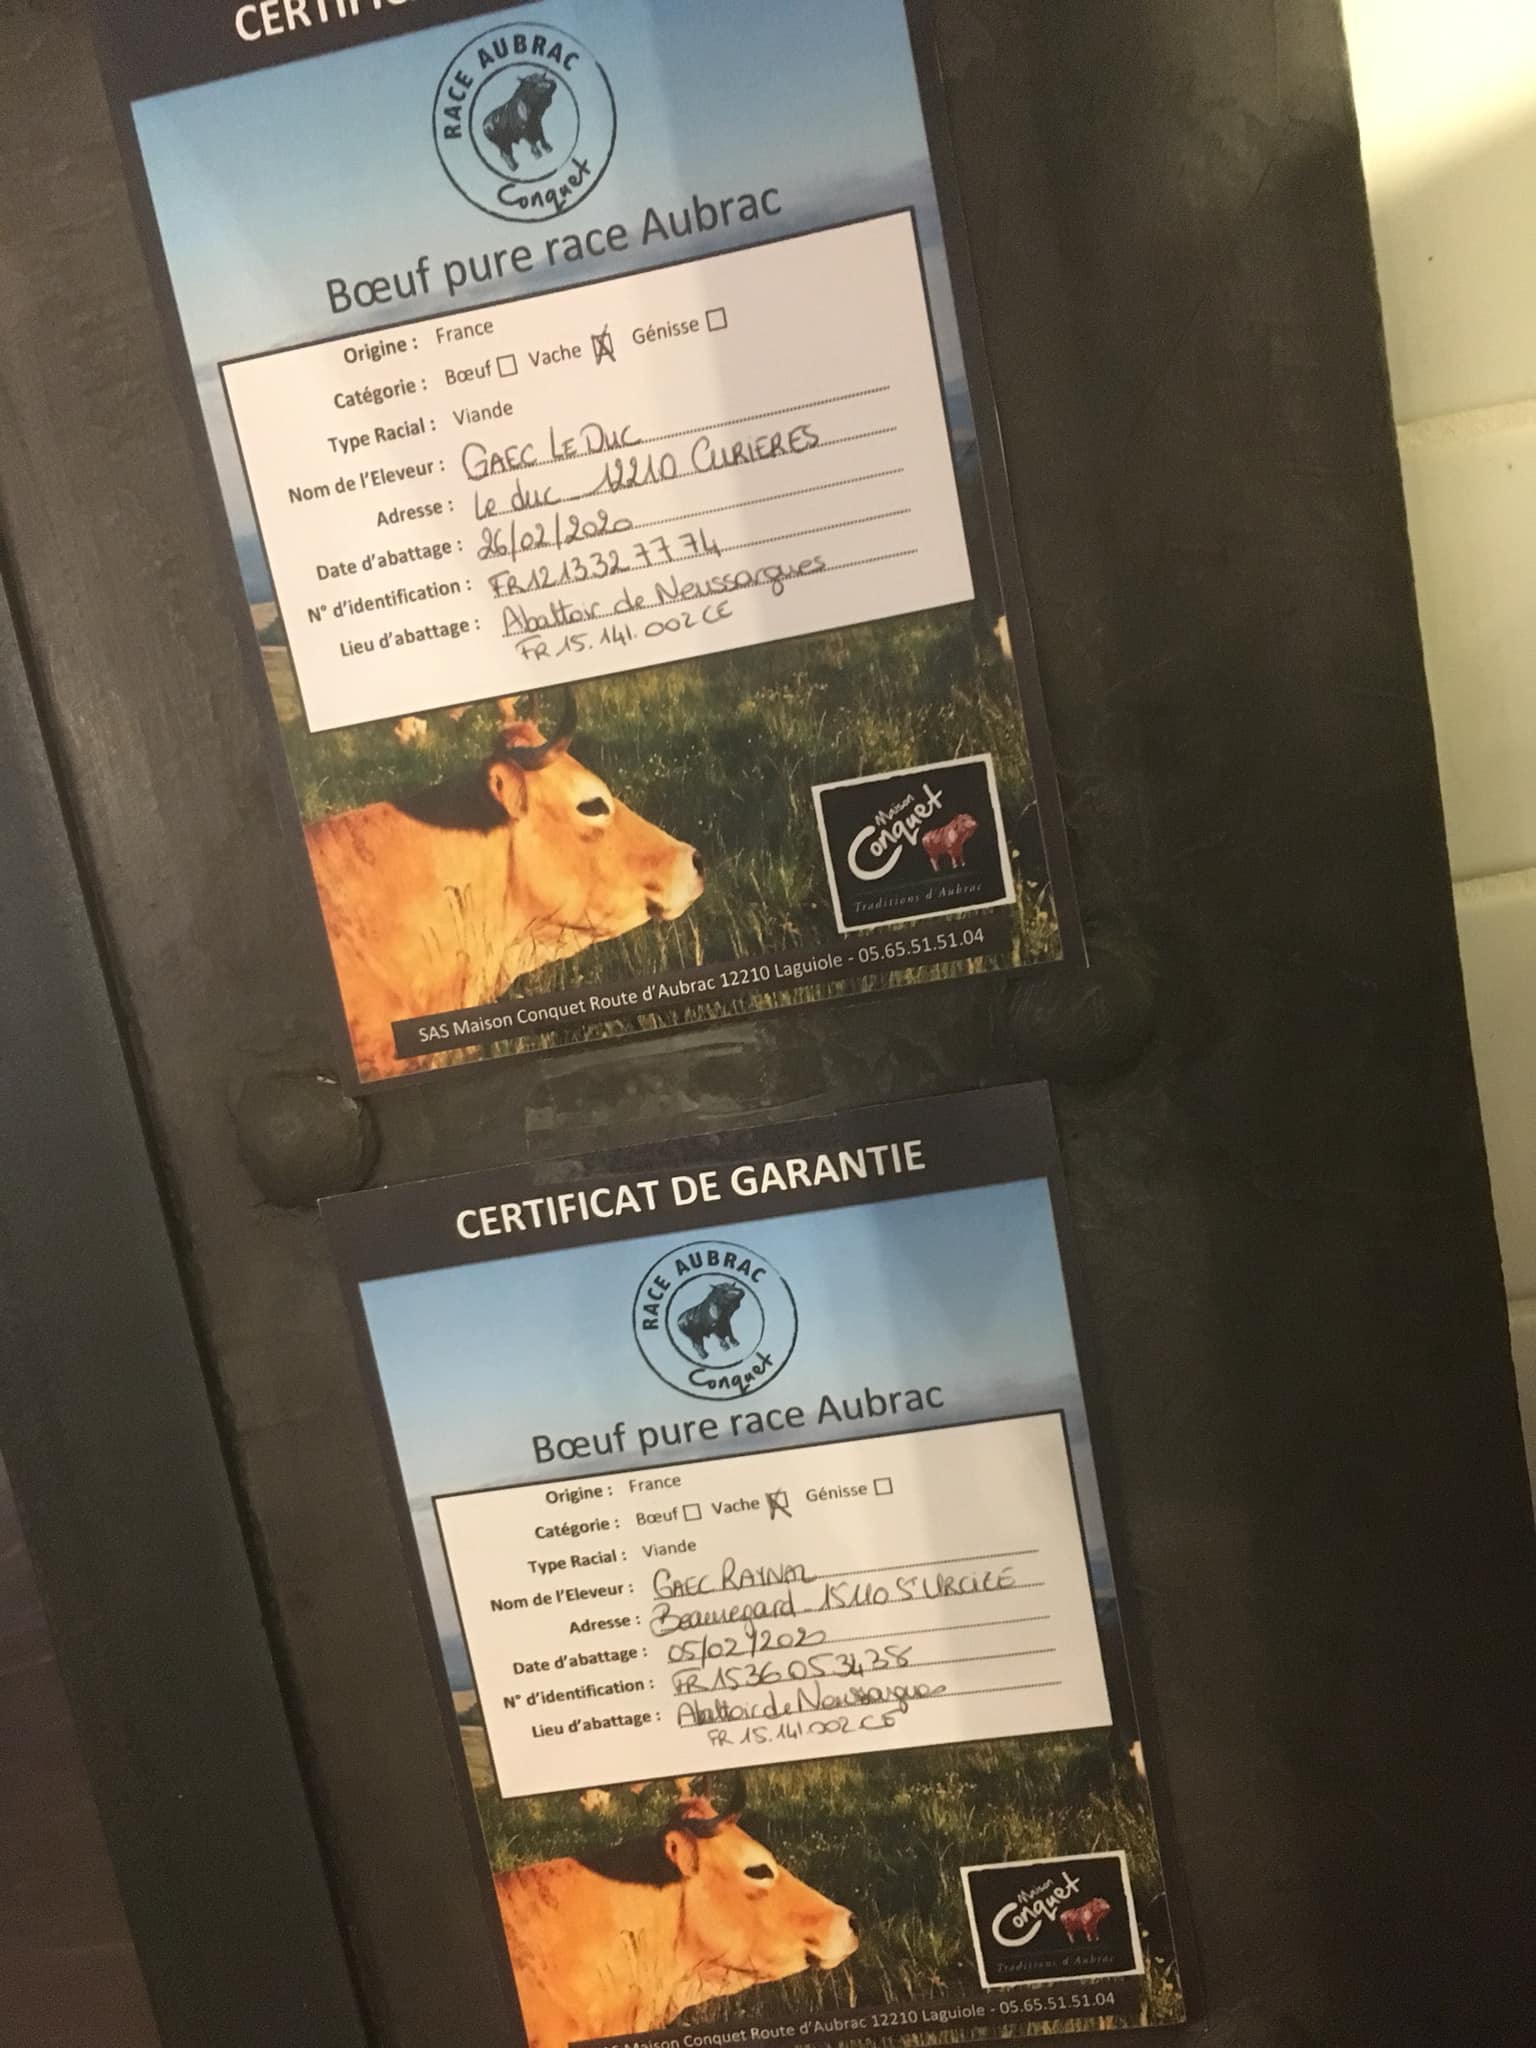 RACE AUBRAC
Conquet
Bœuf pure race Aubrac
Origine : France
Catégorie : Bœuf Vache Génisse
Type Racial : Viande
Nom de l'Eleveur : GAEC LE DUC
Adresse : Le duc - 12210 CURIERES
Date d'abattage : 26/02/2020
N° d'identification : FR 121332 7774
Lieu d'abattage : Abattoir de Neussargues
FR 15.141.002 CE
Maison
Conquet
Traditions d'Aubrac
SAS Maison Conquet Route d'Aubrac 12210 Laguiole - 05.65.51.51.04
CERTIFICAT DE GARANTIE
RACE AUBRAC
Conquet
Bœuf pure race Aubrac
Origine : France
Catégorie : Bœuf Vache Génisse
Type Racial : Viande
Nom de l'Eleveur : GAEC RAYNAL
Adresse : Beauregard - 15110 St URCIZE
Date d'abattage : 05/02/2020
N° d'identification : FR 1536053438
Lieu d'abattage : Abattoir de Neussargues
FR 15.141.002 CE
Maison
Conquet
Traditions d'Aubrac
Maison Conquet Route d'Aubrac 12210 Laguiole - 05.65.51.51.04